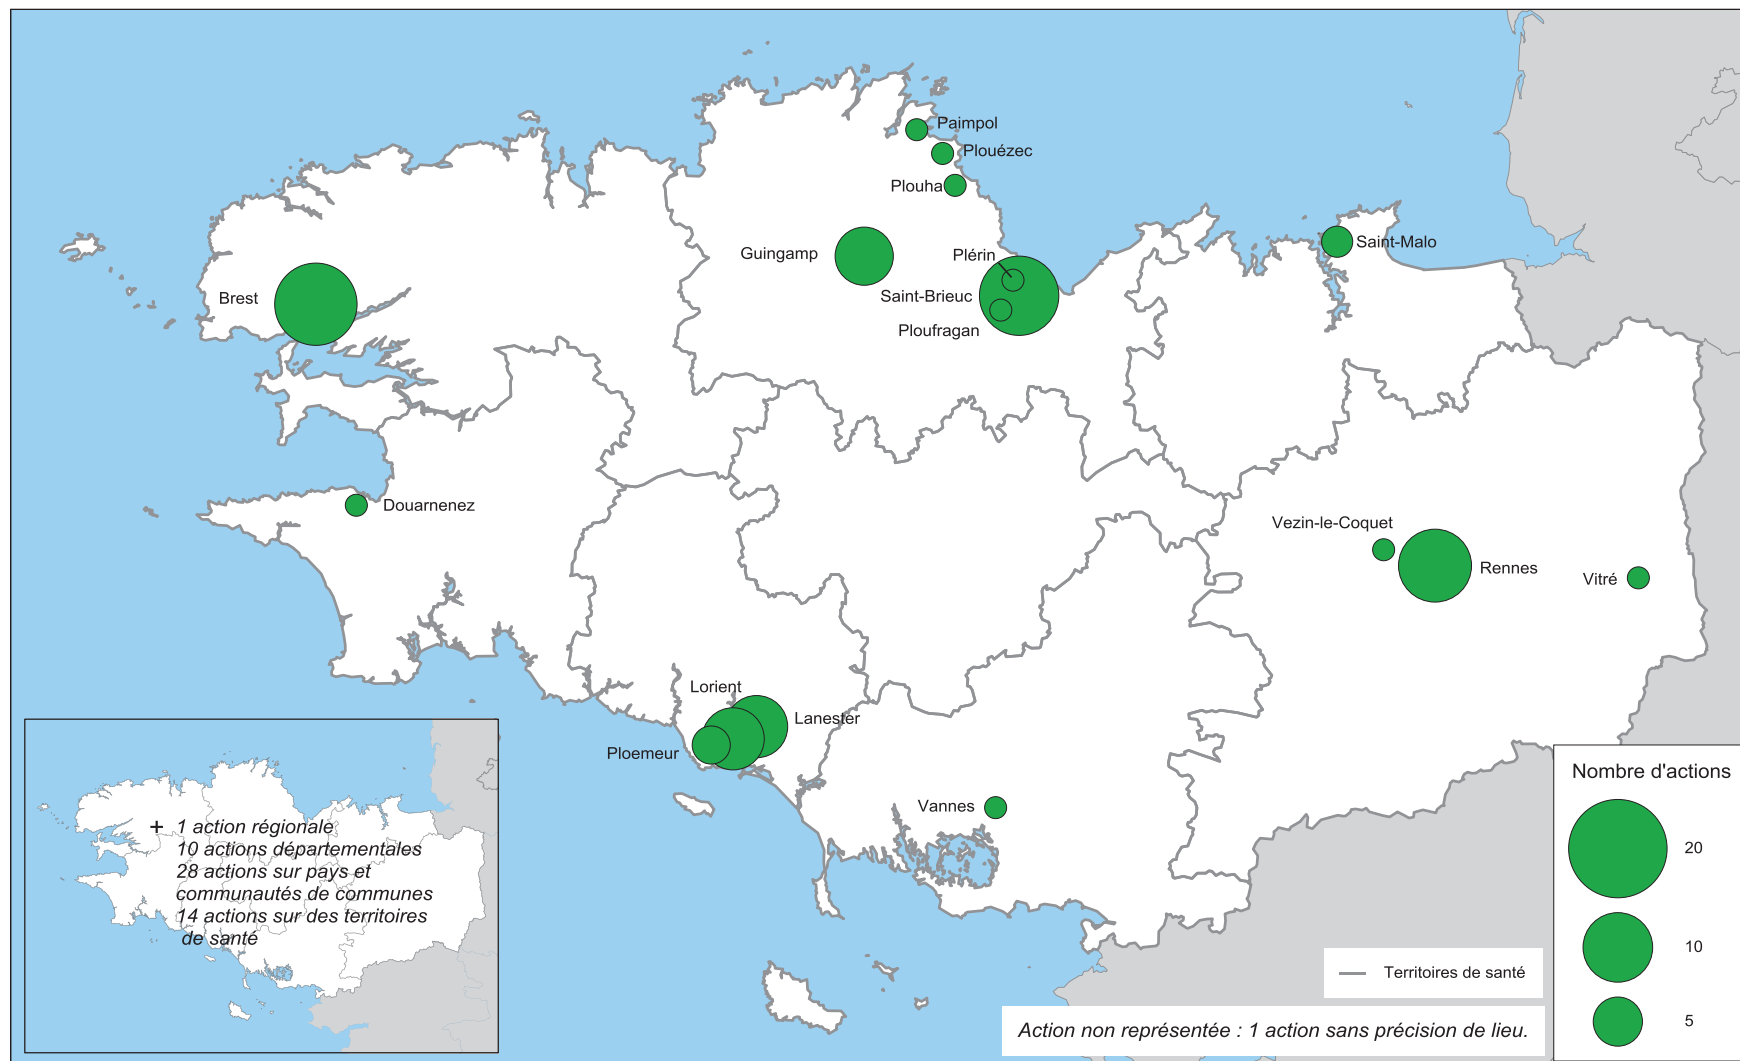 Paimpol
Plouézec
Plouha
Saint-Malo
Guingamp
Plérin
Brest
Saint-Brieuc
Ploufragan
Douarnenez
Vezin-le-Coquet
Rennes
Vitré
Lorient
Lanester
Ploemeur
Vannes
+ 1 action régionale
10 actions départementales
28 actions sur pays et
communautés de communes
14 actions sur des territoires
de santé
Nombre d'actions
20
10
5
Territoires de santé
Action non représentée : 1 action sans précision de lieu.